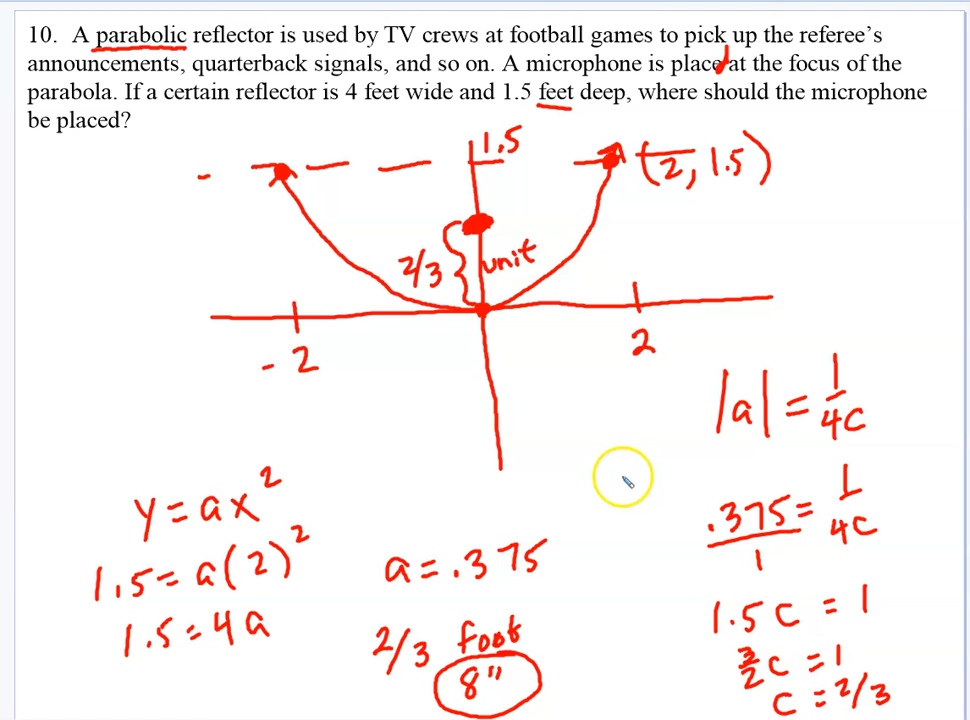 10. A parabolic reflector is used by TV crews at football games to pick up the referee's
announcements, quarterback signals, and so on. A microphone is place at the focus of the
parabola. If a certain reflector is 4 feet wide and 1.5 feet deep, where should the microphone
be placed?
1.5
(2, 1.5)
2/3 unit
-2
2
|a| = 1/4c
y = ax²
1.5 = a(2)²
1.5 = 4a
a = .375
2/3 foot
8"
.375/1 = 1/4c
1.5c = 1
3/2 c = 1
c = 2/3